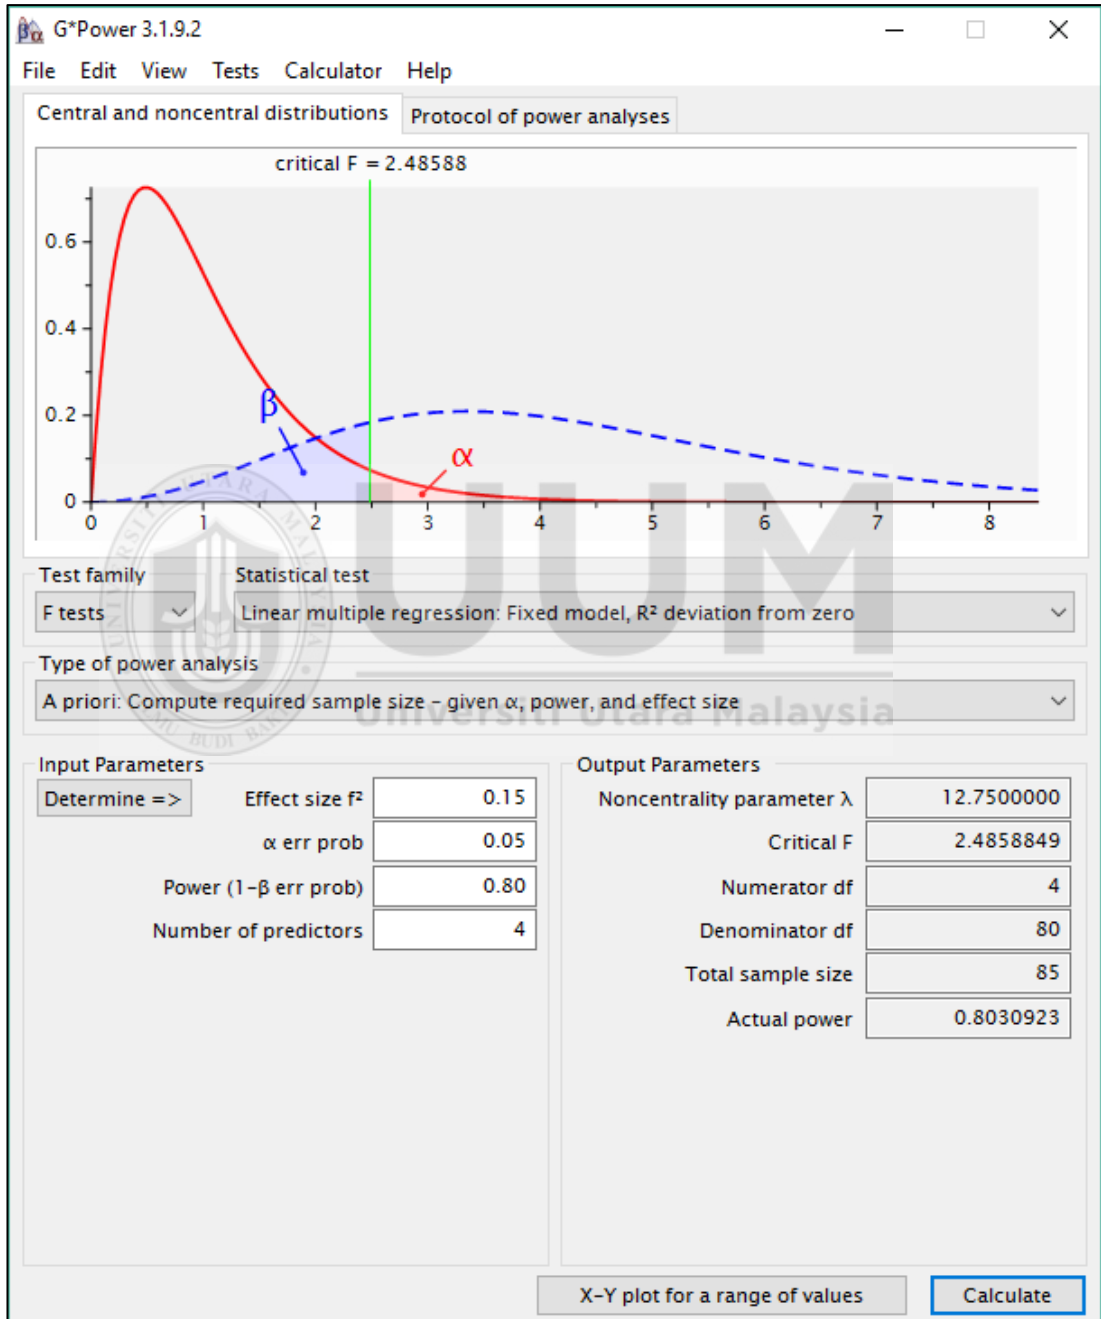 G*Power 3.1.9.2
File Edit View Tests Calculator Help
Central and noncentral distributions Protocol of power analyses
critical F = 2.48588
0.6
0.4
0.2
0
β
α
0 1 2 3 4 5 6 7 8
UNIVERSITI UTARA MALAYSIA
ILMU BUDI BAKTI
UUM
Universiti Utara Malaysia
Test family Statistical test
F tests Linear multiple regression: Fixed model, R² deviation from zero
Type of power analysis
A priori: Compute required sample size – given α, power, and effect size
Input Parameters
Determine => Effect size f² 0.15
α err prob 0.05
Power (1–β err prob) 0.80
Number of predictors 4
Output Parameters
Noncentrality parameter λ 12.7500000
Critical F 2.4858849
Numerator df 4
Denominator df 80
Total sample size 85
Actual power 0.8030923
X–Y plot for a range of values Calculate